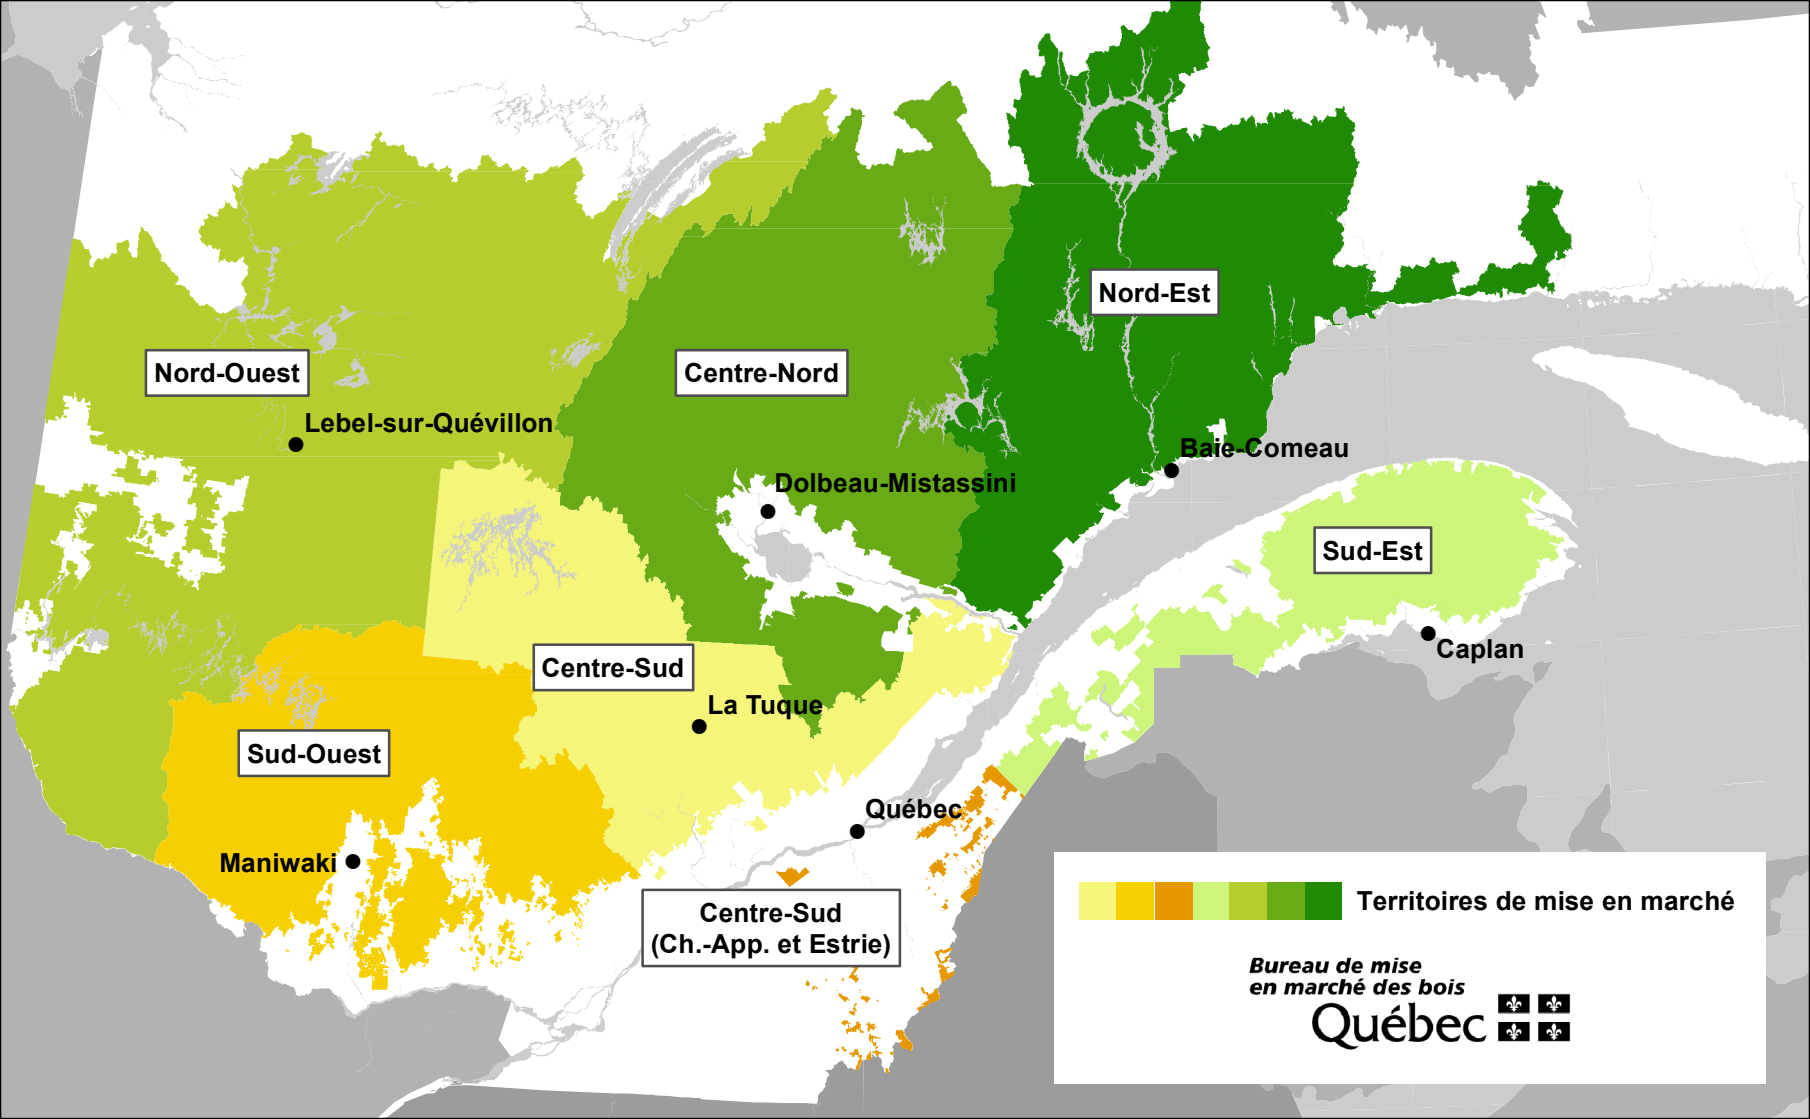 Nord-Est
Nord-Ouest
Centre-Nord
Lebel-sur-Quévillon
Baie-Comeau
Dolbeau-Mistassini
Sud-Est
Caplan
Centre-Sud
La Tuque
Sud-Ouest
Québec
Maniwaki
Centre-Sud
(Ch.-App. et Estrie)
Territoires de mise en marché
Bureau de mise
en marché des bois
Québec